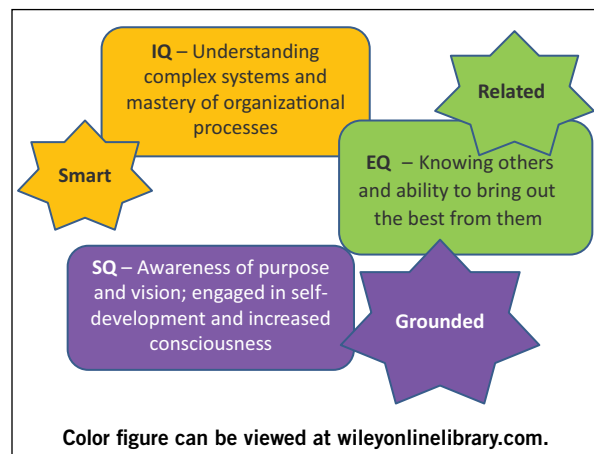 IQ – Understanding
complex systems and
mastery of organizational
processes
Related
Smart
EQ – Knowing others
and ability to bring out
the best from them
SQ – Awareness of purpose
and vision; engaged in self-
development and increased
consciousness
Grounded
Color figure can be viewed at wileyonlinelibrary.com.